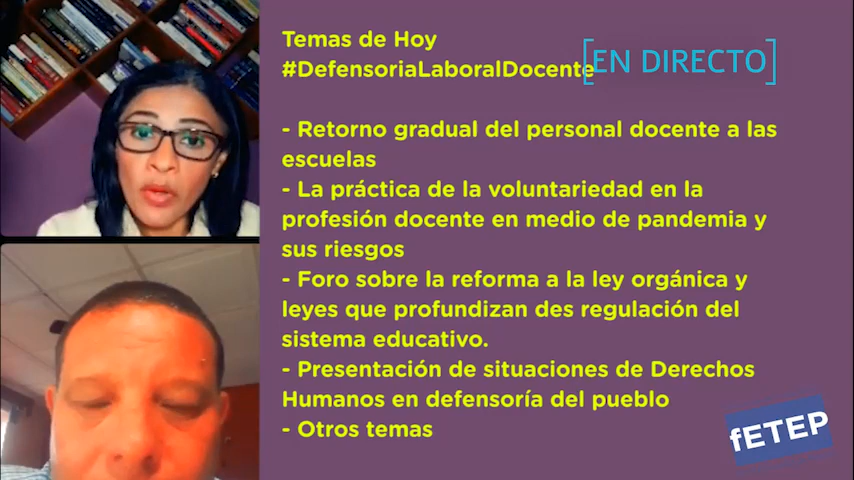 Temas de Hoy
#DefensoriaLaboralDocente
[EN DIRECTO]
- Retorno gradual del personal docente a las
escuelas
- La práctica de la voluntariedad en la
profesión docente en medio de pandemia y
sus riesgos
- Foro sobre la reforma a la ley orgánica y
leyes que profundizan des regulación del
sistema educativo.
- Presentación de situaciones de Derechos
Humanos en defensoría del pueblo
- Otros temas
fETEP